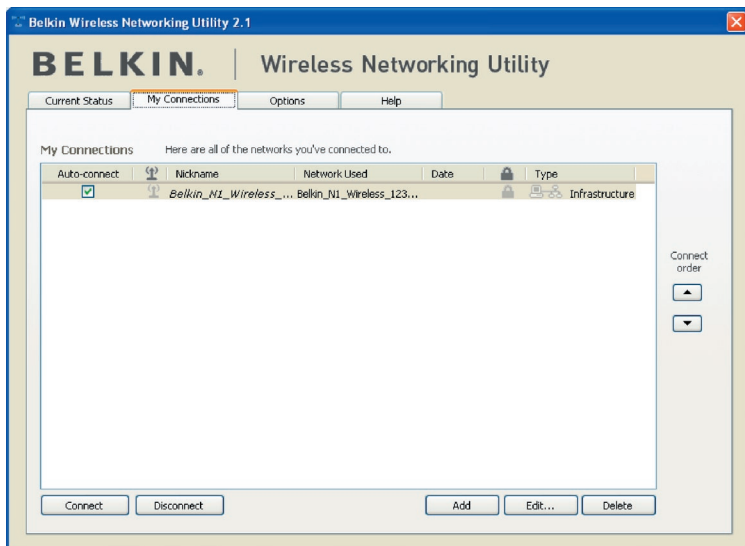 Belkin Wireless Networking Utility 2.1
BELKIN. | Wireless Networking Utility
Current Status My Connections Options Help
My Connections Here are all of the networks you've connected to.
Auto-connect Nickname Network Used Date Type
Belkin_N1_Wireless_... Belkin_N1_Wireless_123... Infrastructure
Connect
order
Connect Disconnect Add Edit... Delete